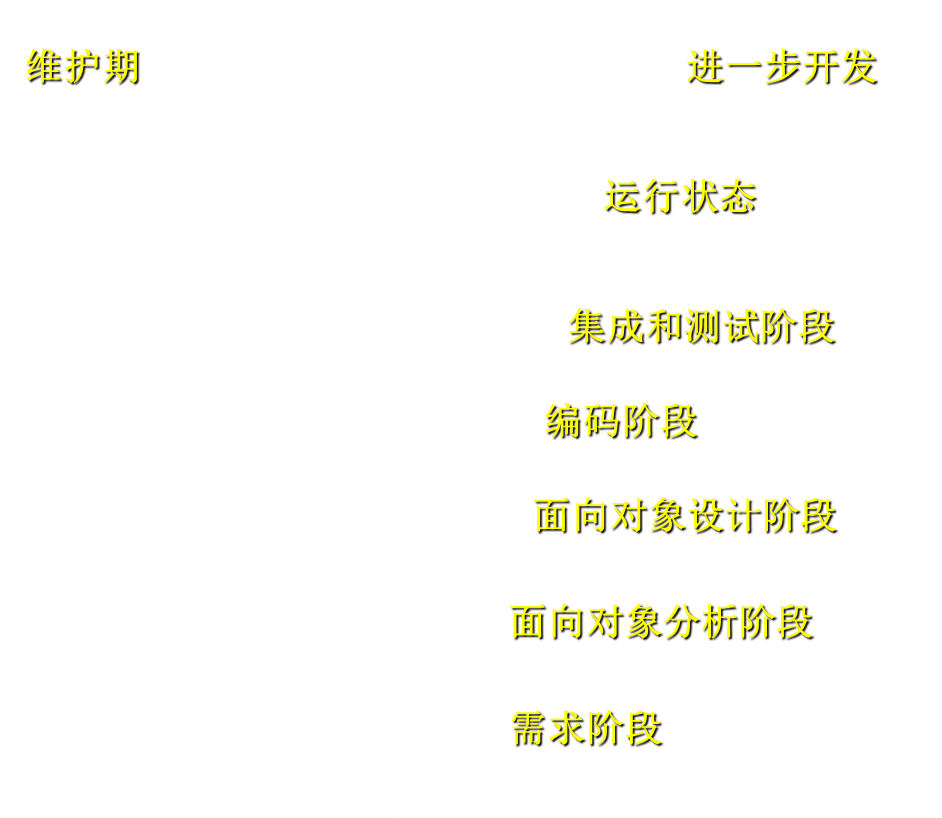 维护期
进一步开发
运行状态
集成和测试阶段
编码阶段
面向对象设计阶段
面向对象分析阶段
需求阶段